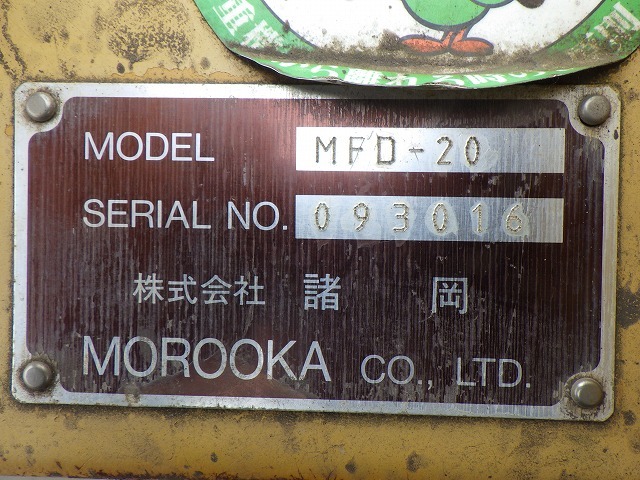 MODEL MFD-20
SERIAL NO. 093016
株式会社 諸岡
MOROOKA CO., LTD.